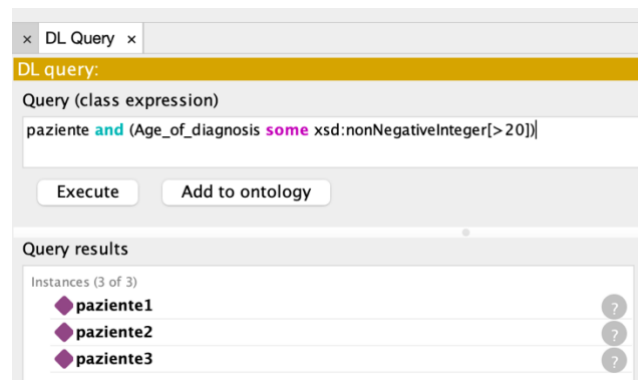 × DL Query ×
DL query:
Query (class expression)
paziente and (Age_of_diagnosis some xsd:nonNegativeInteger[>20])
Execute Add to ontology
Query results
Instances (3 of 3)
paziente1 ?
paziente2 ?
paziente3 ?